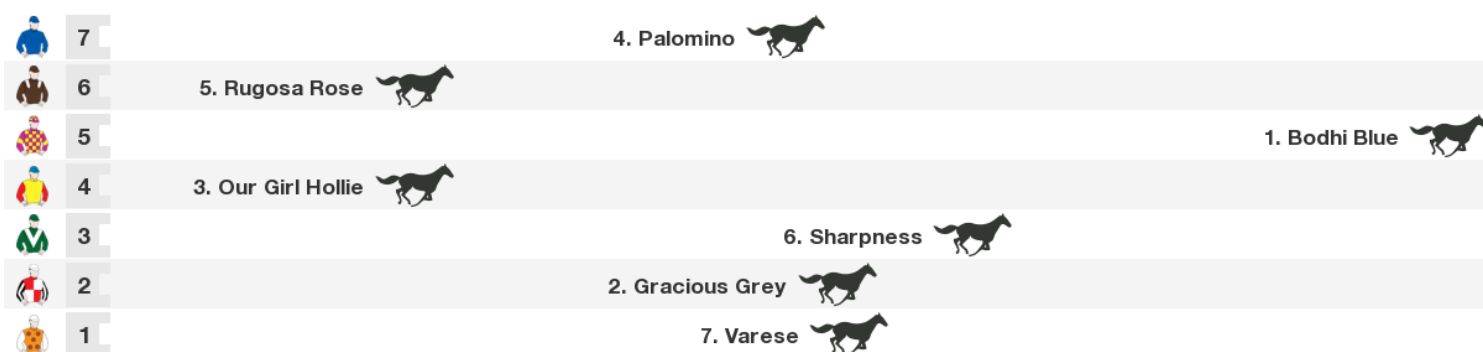 7 4. Palomino
6 5. Rugosa Rose
5 1. Bodhi Blue
4 3. Our Girl Hollie
3 6. Sharpness
2 2. Gracious Grey
1 7. Varese